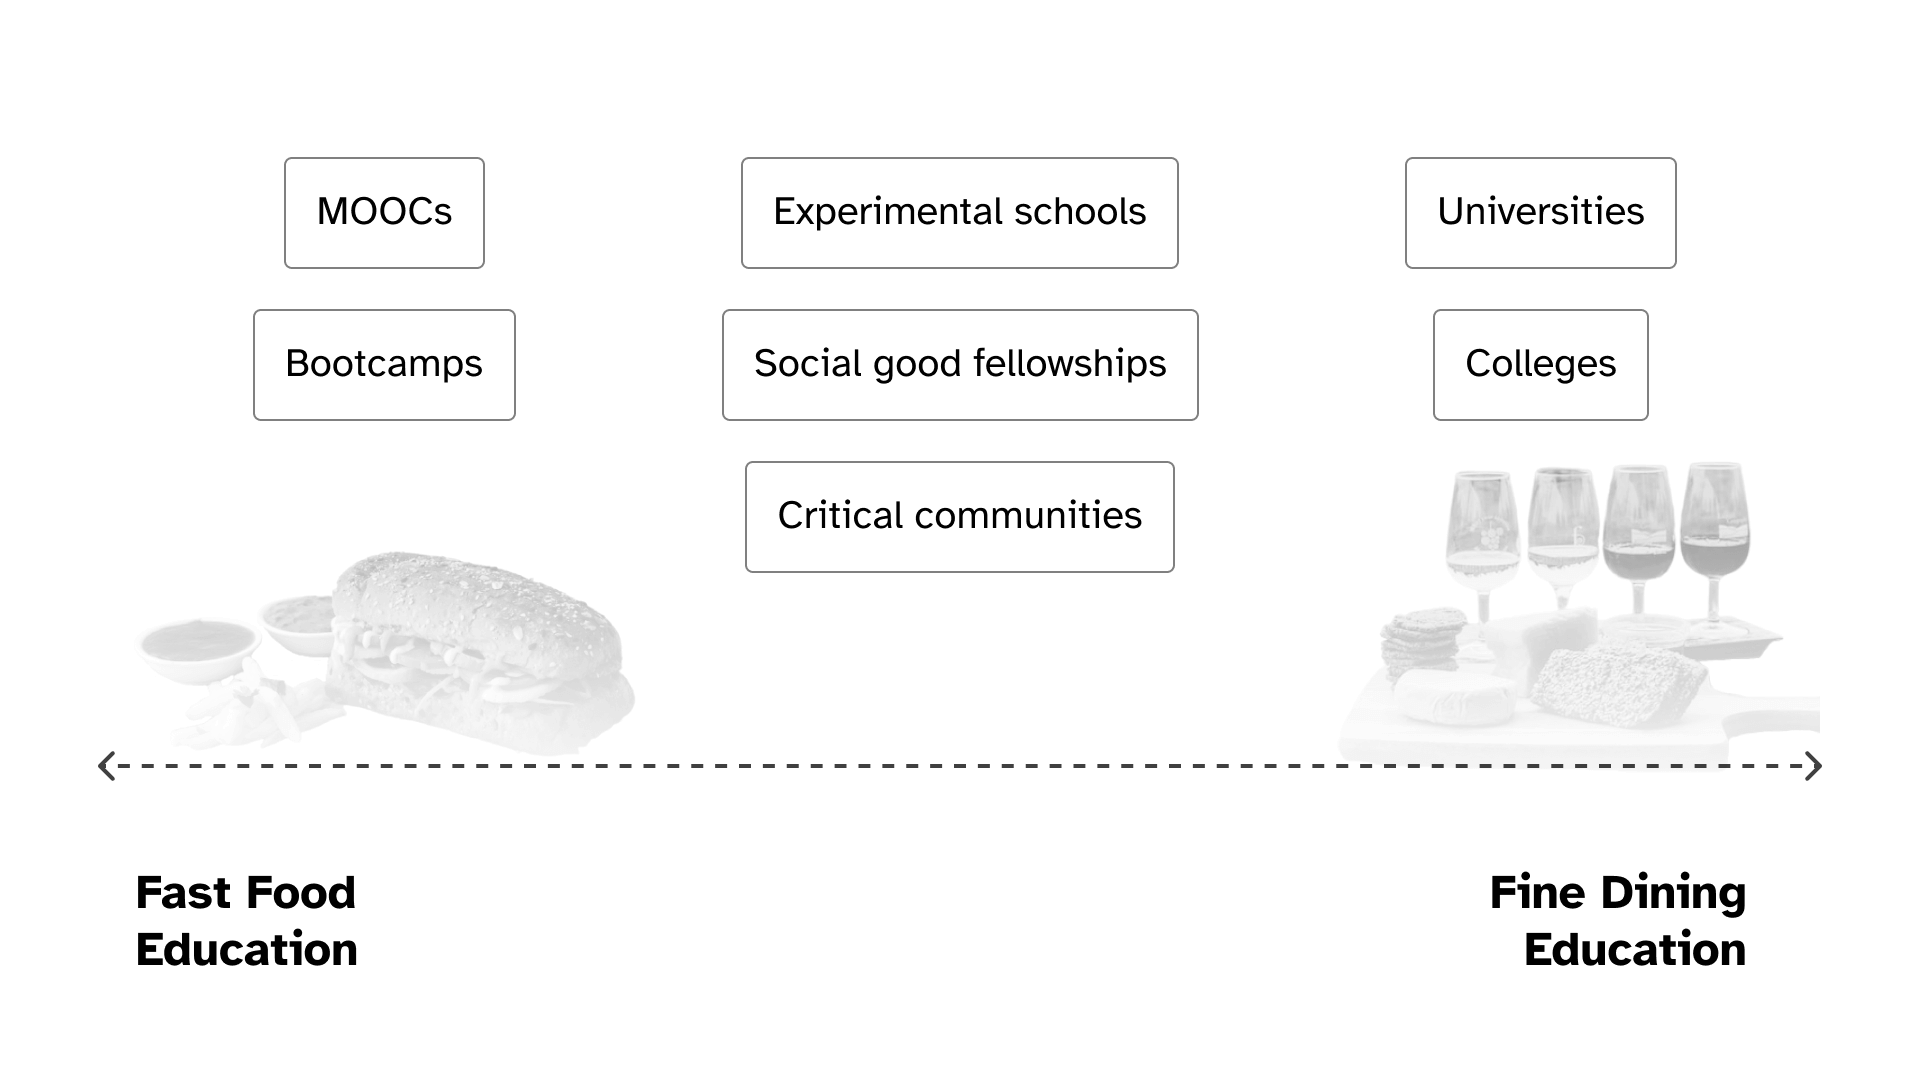 MOOCs
Experimental schools
Universities
Bootcamps
Social good fellowships
Colleges
Critical communities
Fast Food
Education
Fine Dining
Education